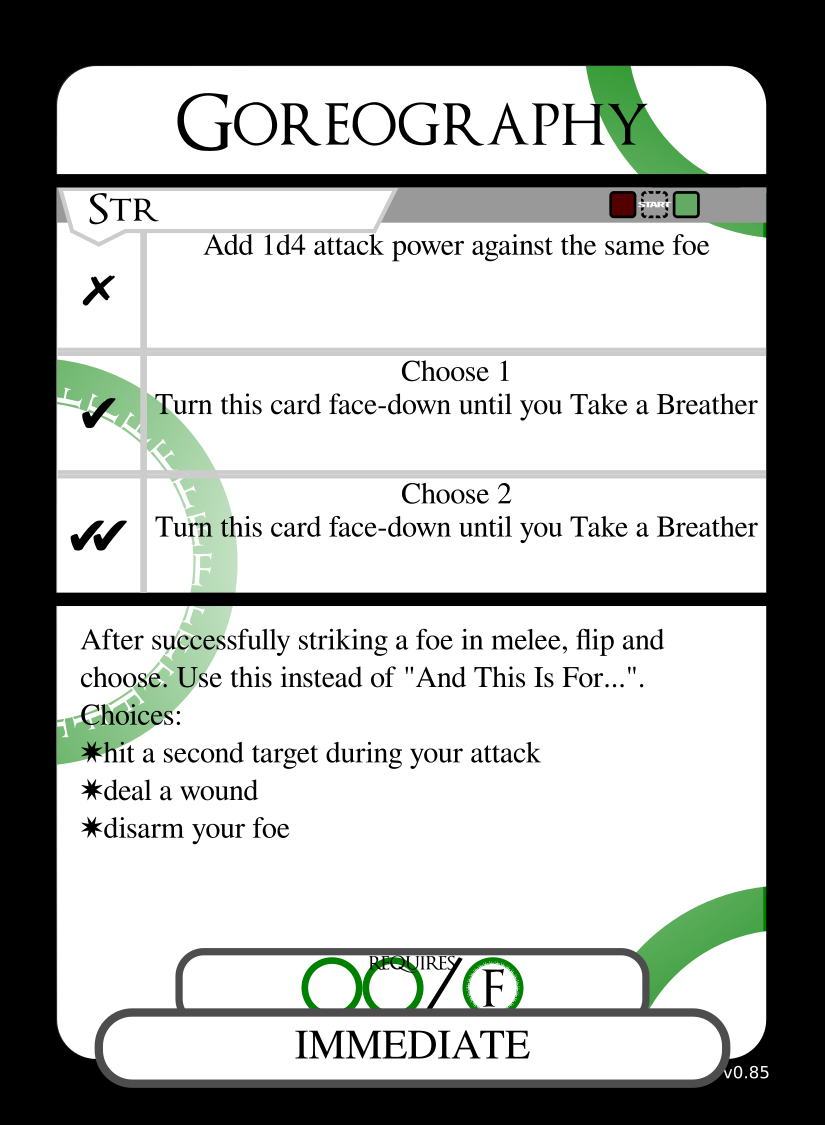 GOREOGRAPHY
STR
START
✗
Add 1d4 attack power against the same foe
✔
Choose 1
Turn this card face-down until you Take a Breather
✔✔
Choose 2
Turn this card face-down until you Take a Breather
F
After successfully striking a foe in melee, flip and
choose. Use this instead of "And This Is For...".
Choices:
✷hit a second target during your attack
✷deal a wound
✷disarm your foe
REQUIRES
/ F
IMMEDIATE
v0.85